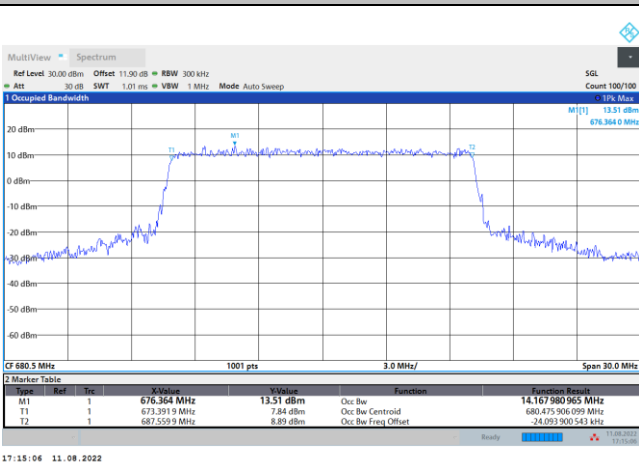 MultiView Spectrum
Ref Level 30.00 dBm Offset 11.90 dB RBW 300 kHz SGL
Att 30 dB SWT 1.01 ms VBW 1 MHz Mode Auto Sweep Count 100/100
1 Occupied Bandwidth 1Pk Max
M1[1] 13.51 dBm
676.364 0 MHz
20 dBm
M1
T1 T2
10 dBm
0 dBm
-10 dBm
-20 dBm
-30 dBm
-40 dBm
-50 dBm
-60 dBm
CF 680.5 MHz 1001 pts 3.0 MHz/ Span 30.0 MHz
2 Marker Table
Type Ref Trc X-Value Y-Value Function Function Result
M1 1 676.364 MHz 13.51 dBm Occ Bw 14.167 980 965 MHz
T1 1 673.391 9 MHz 7.84 dBm Occ Bw Centroid 680.475 906 099 MHz
T2 1 687.559 9 MHz 8.89 dBm Occ Bw Freq Offset -24.093 900 543 kHz
Ready 11.08.2022
17:15:06
17:15:06 11.08.2022